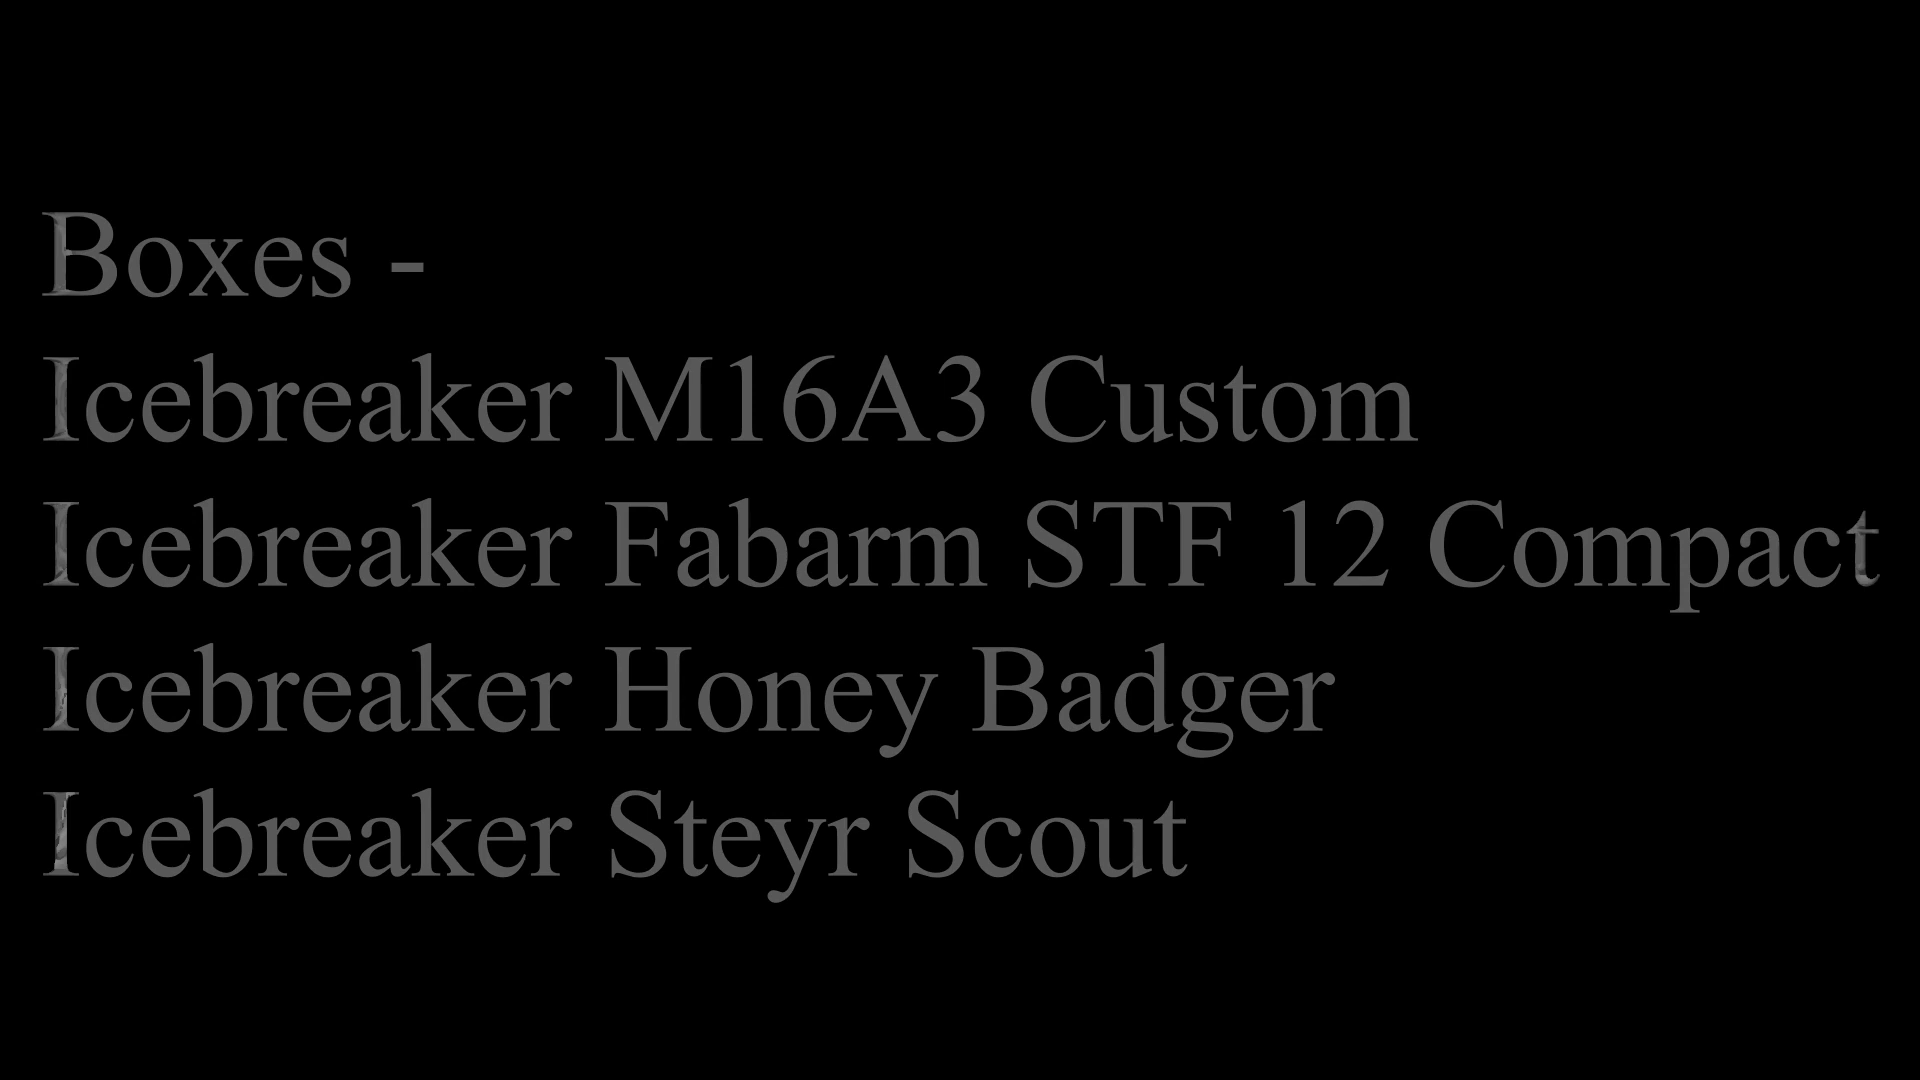 Boxes -
Icebreaker M16A3 Custom
Icebreaker Fabarm STF 12 Compact
Icebreaker Honey Badger
Icebreaker Steyr Scout